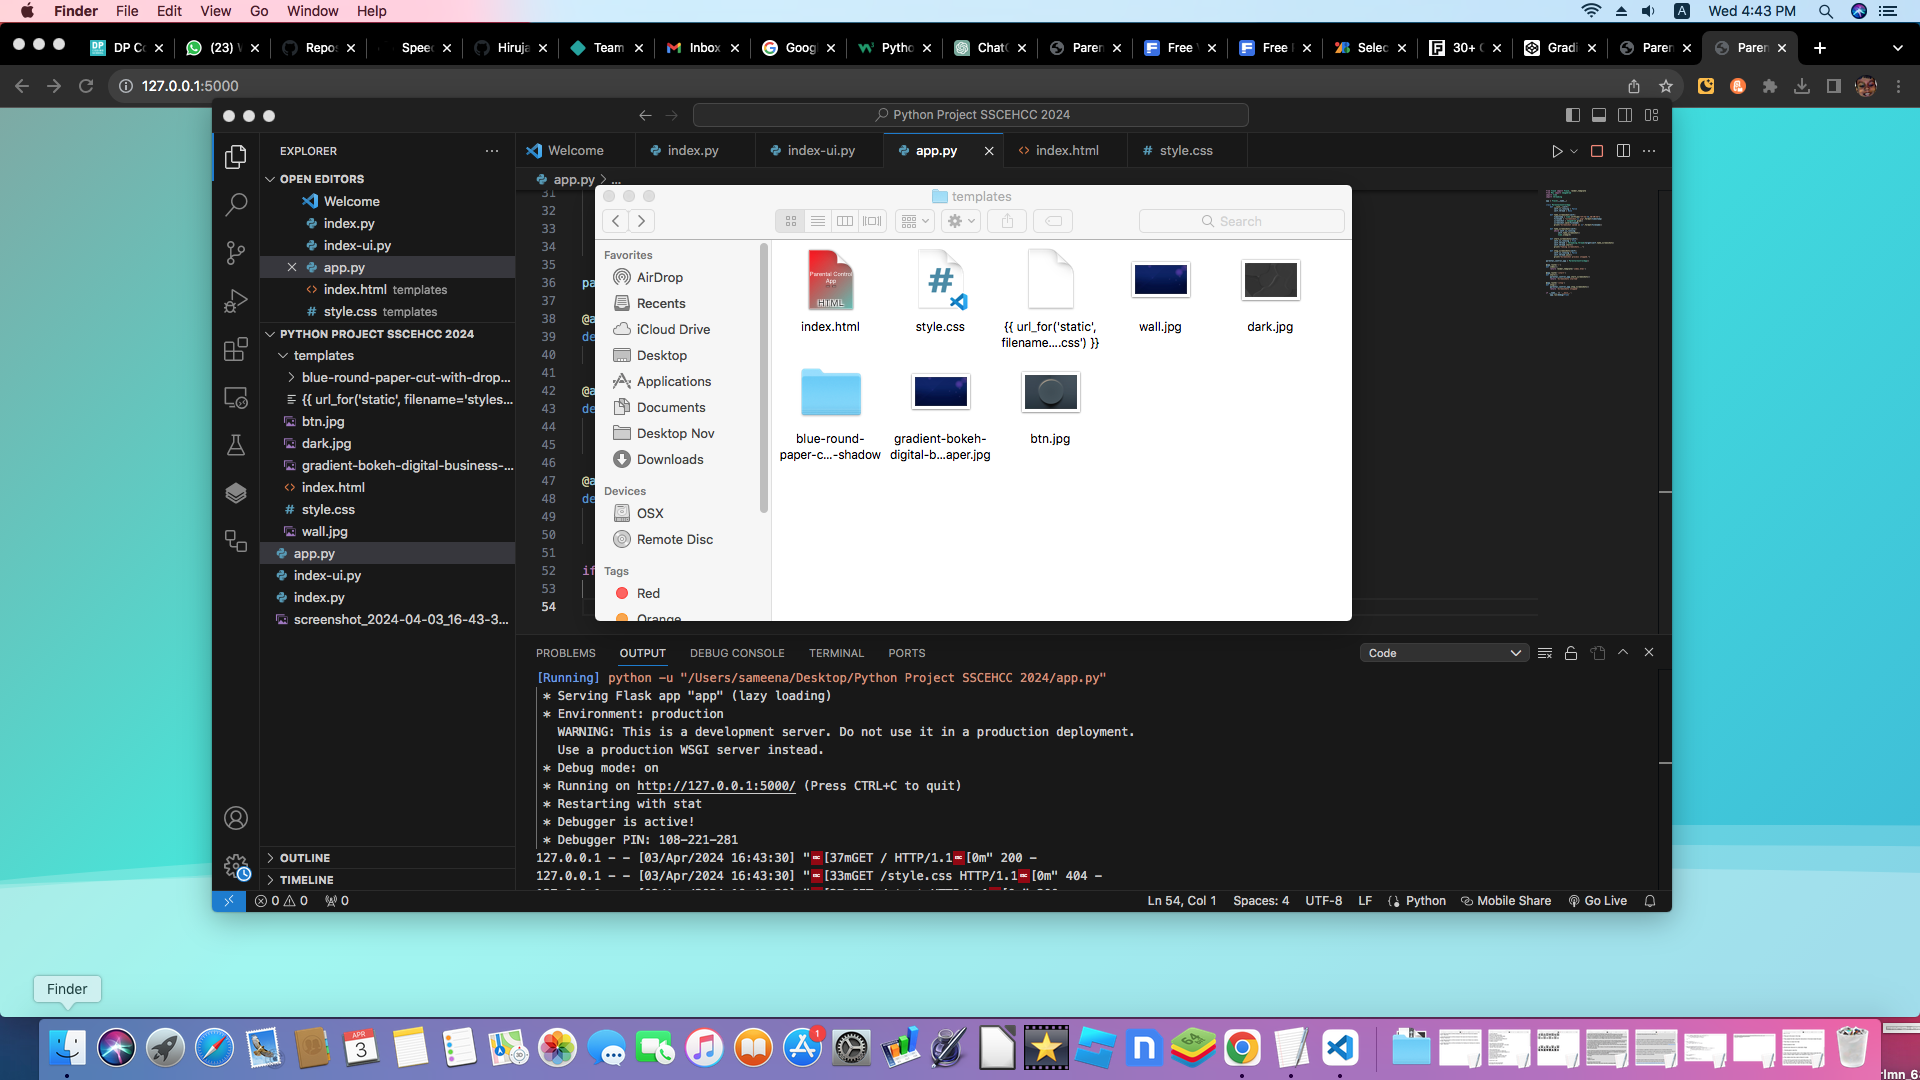 Finder File Edit View Go Window Help
A Wed 4:43 PM
DP Co
(23) W
Repos
Speed
Hiruja
Team
Inbox
Googl
Pytho
ChatG
Paren
Free V
Free F
Selec
30+ C
Gradi
Paren
Paren
127.0.0.1:5000
Python Project SSCEHCC 2024
EXPLORER
OPEN EDITORS
Welcome
index.py
index-ui.py
app.py
index.html templates
style.css templates
PYTHON PROJECT SSCEHCC 2024
templates
blue-round-paper-cut-with-drop...
{{ url_for('static', filename='styles...
btn.jpg
dark.jpg
gradient-bokeh-digital-business-...
index.html
style.css
wall.jpg
app.py
index-ui.py
index.py
screenshot_2024-04-03_16-43-3...
OUTLINE
TIMELINE
Welcome
index.py
index-ui.py
app.py
index.html
style.css
app.py > ...
31
32
33
34
35
36 pa
37
38 @a
39 de
40
41
42 @a
43 de
44
45
46
47 @a
48 de
49
50
51
52 if
53
54
templates
Search
Favorites
AirDrop
Recents
iCloud Drive
Desktop
Applications
Documents
Desktop Nov
Downloads
Devices
OSX
Remote Disc
Tags
Red
Orange
Parental Control
App
HTML
index.html
style.css
{{ url_for('static',
filename....css') }}
wall.jpg
dark.jpg
blue-round-
paper-c...-shadow
gradient-bokeh-
digital-b...aper.jpg
btn.jpg
PROBLEMS OUTPUT DEBUG CONSOLE TERMINAL PORTS
Code
[Running] python -u "/Users/sameena/Desktop/Python Project SSCEHCC 2024/app.py"
* Serving Flask app "app" (lazy loading)
* Environment: production
WARNING: This is a development server. Do not use it in a production deployment.
Use a production WSGI server instead.
* Debug mode: on
* Running on http://127.0.0.1:5000/ (Press CTRL+C to quit)
* Restarting with stat
* Debugger is active!
* Debugger PIN: 108-221-281
127.0.0.1 - - [03/Apr/2024 16:43:30] "ESC[37mGET / HTTP/1.1ESC[0m" 200 -
127.0.0.1 - - [03/Apr/2024 16:43:30] "ESC[33mGET /style.css HTTP/1.1ESC[0m" 404 -
0 0 0
Ln 54, Col 1 Spaces: 4 UTF-8 LF Python Mobile Share Go Live
Finder
APR
3
1
64